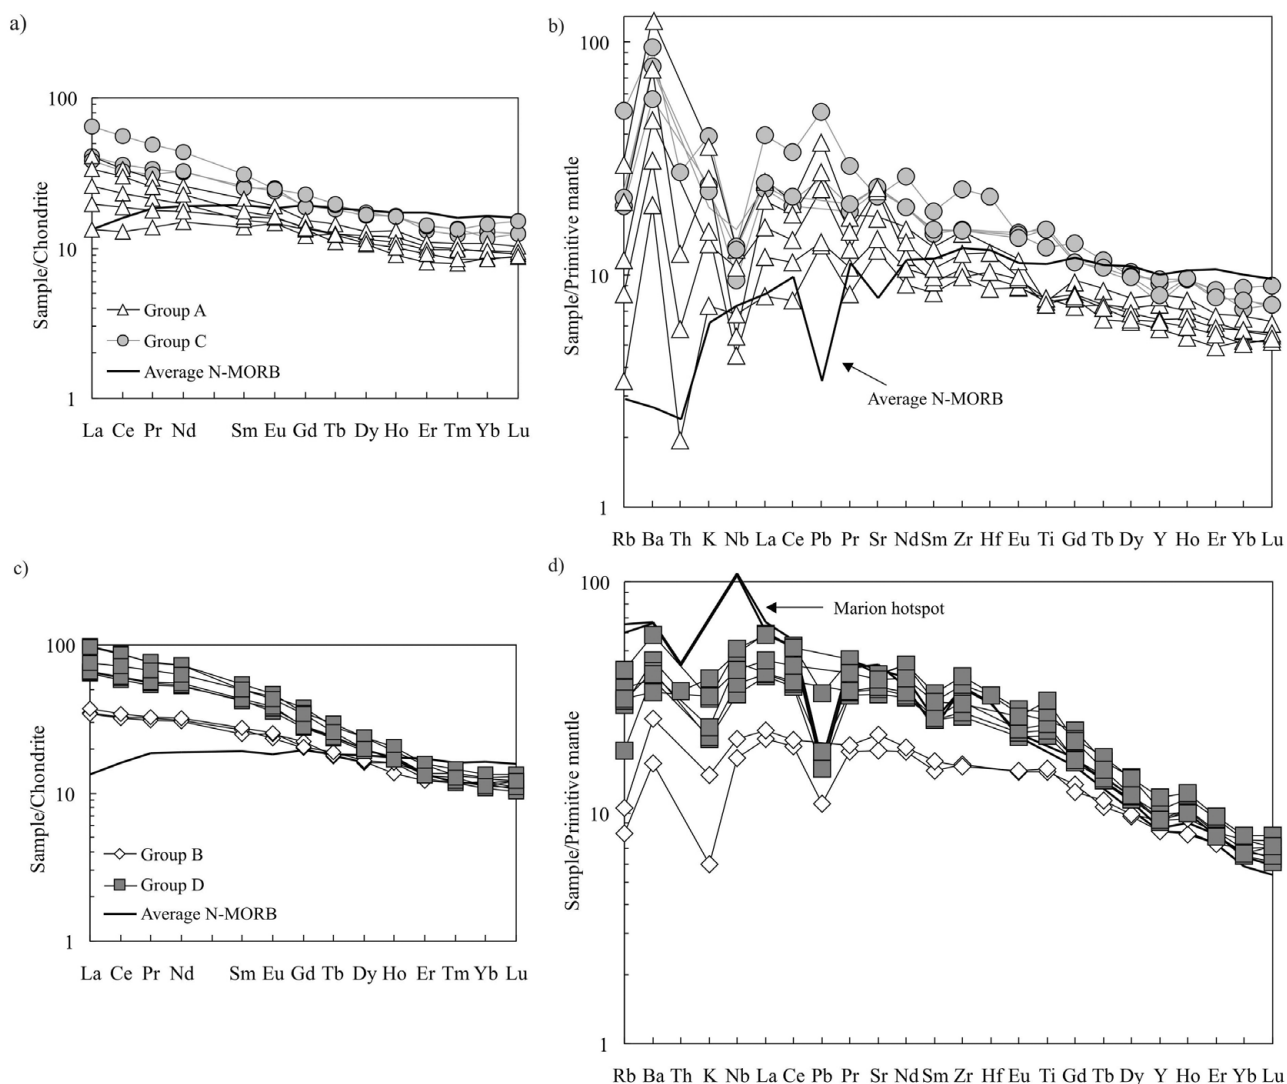 a)
Sample/Chondrite
100
10
1
Group A
Group C
Average N-MORB
La Ce Pr Nd Sm Eu Gd Tb Dy Ho Er Tm Yb Lu
b)
Sample/Primitive mantle
100
10
1
Average N-MORB
Rb Ba Th K Nb La Ce Pb Pr Sr Nd Sm Zr Hf Eu Ti Gd Tb Dy Y Ho Er Yb Lu
c)
Sample/Chondrite
100
10
1
Group B
Group D
Average N-MORB
La Ce Pr Nd Sm Eu Gd Tb Dy Ho Er Tm Yb Lu
d)
Sample/Primitive mantle
100
10
1
Marion hotspot
Rb Ba Th K Nb La Ce Pb Pr Sr Nd Sm Zr Hf Eu Ti Gd Tb Dy Y Ho Er Yb Lu